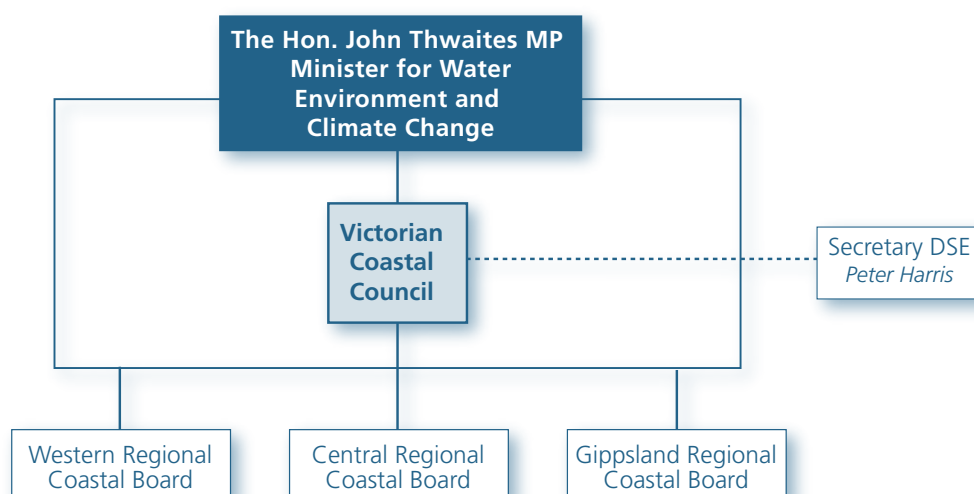 The Hon. John Thwaites MP
Minister for Water
Environment and
Climate Change
Victorian
Coastal
Council
Secretary DSE
Peter Harris
Western Regional
Coastal Board
Central Regional
Coastal Board
Gippsland Regional
Coastal Board